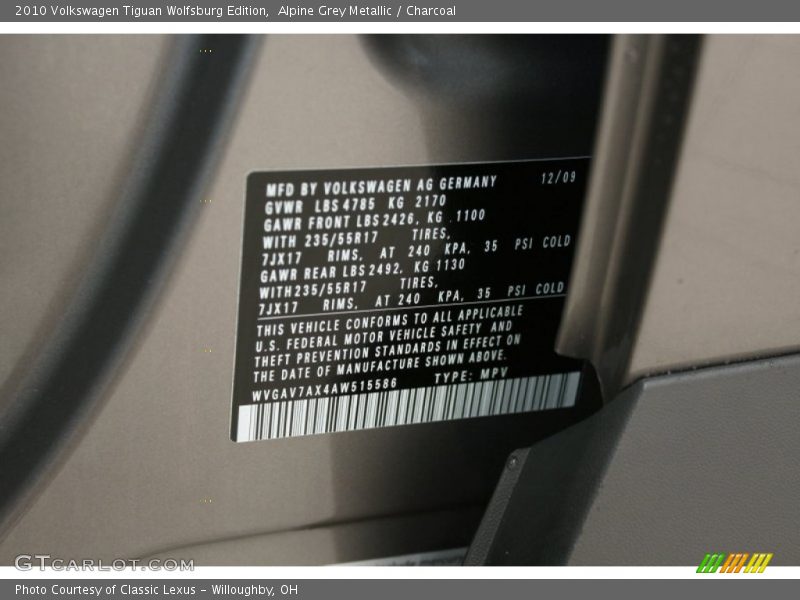 2010 Volkswagen Tiguan Wolfsburg Edition, Alpine Grey Metallic / Charcoal
MFD BY VOLKSWAGEN AG GERMANY 12/09
GVWR LBS 4785 KG 2170
GAWR FRONT LBS 2426, KG 1100
WITH 235/55R17 TIRES,
7JX17 RIMS, AT 240 KPA, 35 PSI COLD
GAWR REAR LBS 2492, KG 1130
WITH 235/55R17 TIRES,
7JX17 RIMS, AT 240 KPA, 35 PSI COLD
THIS VEHICLE CONFORMS TO ALL APPLICABLE
U.S. FEDERAL MOTOR VEHICLE SAFETY AND
THEFT PREVENTION STANDARDS IN EFFECT ON
THE DATE OF MANUFACTURE SHOWN ABOVE.
WVGAV7AX4AW515586 TYPE: MPV
GTCARLOT.COM
Photo Courtesy of Classic Lexus - Willoughby, OH